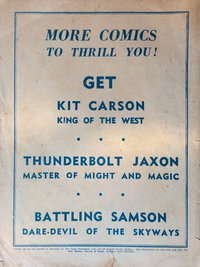 MORE COMICS
TO THRILL YOU!
GET
KIT CARSON
KING OF THE WEST
THUNDERBOLT JAXON
MASTER OF MIGHT AND MAGIC
BATTLING SAMSON
DARE-DEVIL OF THE SKYWAYS